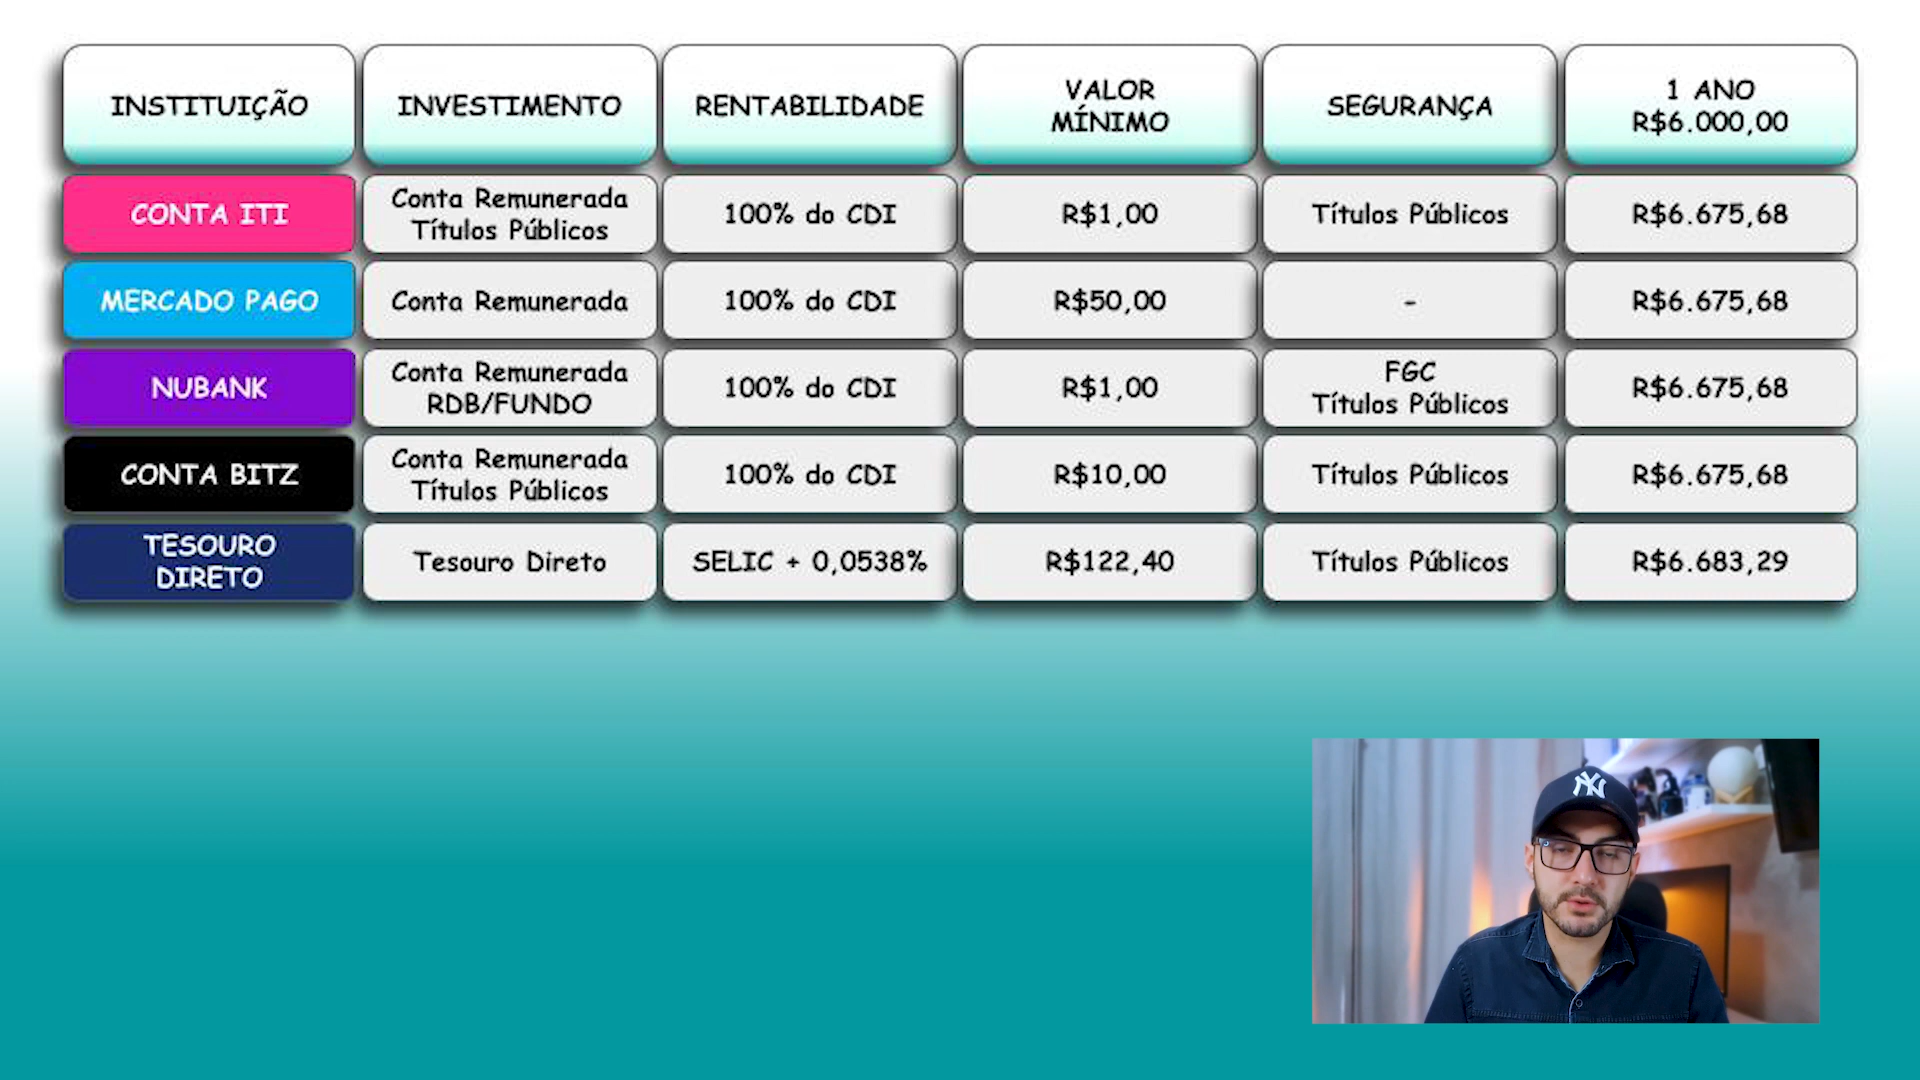 INSTITUIÇÃO
INVESTIMENTO
RENTABILIDADE
VALOR
MÍNIMO
SEGURANÇA
1 ANO
R$6.000,00
CONTA ITI
Conta Remunerada
Títulos Públicos
100% do CDI
R$1,00
Títulos Públicos
R$6.675,68
MERCADO PAGO
Conta Remunerada
100% do CDI
R$50,00
-
R$6.675,68
NUBANK
Conta Remunerada
RDB/FUNDO
100% do CDI
R$1,00
FGC
Títulos Públicos
R$6.675,68
CONTA BITZ
Conta Remunerada
Títulos Públicos
100% do CDI
R$10,00
Títulos Públicos
R$6.675,68
TESOURO
DIRETO
Tesouro Direto
SELIC + 0,0538%
R$122,40
Títulos Públicos
R$6.683,29
NY